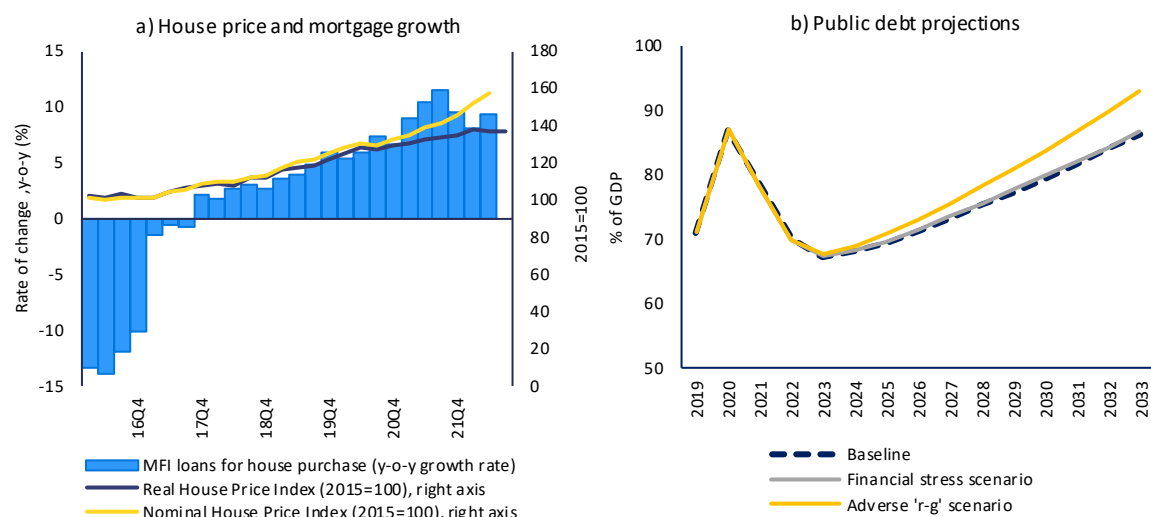 a) House price and mortgage growth
15
10
5
0
-5
-10
-15
Rate of change ,y-o-y (%)
180
160
140
120
100
80
60
40
20
0
2015=100
16Q4
17Q4
18Q4
19Q4
20Q4
21Q4
MFI loans for house purchase (y-o-y growth rate)
Real House Price Index (2015=100), right axis
Nominal House Price Index (2015=100), right axis
b) Public debt projections
100
90
80
70
60
50
% of GDP
2019
2020
2021
2022
2023
2024
2025
2026
2027
2028
2029
2030
2031
2032
2033
Baseline
Financial stress scenario
Adverse 'r-g' scenario